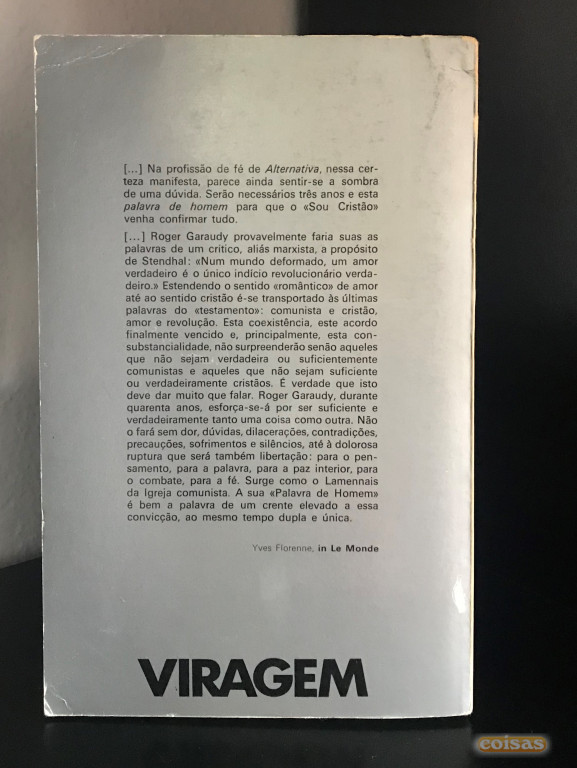 [...] Na profissão de fé de Alternativa, nessa cer-
teza manifesta, parece ainda sentir-se a sombra
de uma dúvida. Serão necessários três anos e esta
palavra de homem para que o «Sou Cristão»
venha confirmar tudo.
[...] Roger Garaudy provavelmente faria suas as
palavras de um crítico, aliás marxista, a propósito
de Stendhal: «Num mundo deformado, um amor
verdadeiro é o único indício revolucionário verda-
deiro.» Estendendo o sentido «romântico» de amor
até ao sentido cristão é-se transportado às últimas
palavras do «testamento»: comunista e cristão,
amor e revolução. Esta coexistência, este acordo
finalmente vencido e, principalmente, esta con-
substancialidade, não surpreenderão senão aqueles
que não sejam verdadeira ou suficientemente
comunistas e aqueles que não sejam suficiente
ou verdadeiramente cristãos. É verdade que isto
deve dar muito que falar. Roger Garaudy, durante
quarenta anos, esforça-se-á por ser suficiente e
verdadeiramente tanto uma coisa como outra. Não
o fará sem dor, dúvidas, dilacerações, contradições,
precauções, sofrimentos e silêncios, até à dolorosa
ruptura que será também libertação: para o pen-
samento, para a palavra, para a paz interior, para
o combate, para a fé. Surge como o Lamennais
da Igreja comunista. A sua «Palavra de Homem»
é bem a palavra de um crente elevado a essa
convicção, ao mesmo tempo dupla e única.
Yves Florenne, in Le Monde
VIRAGEM
coisas